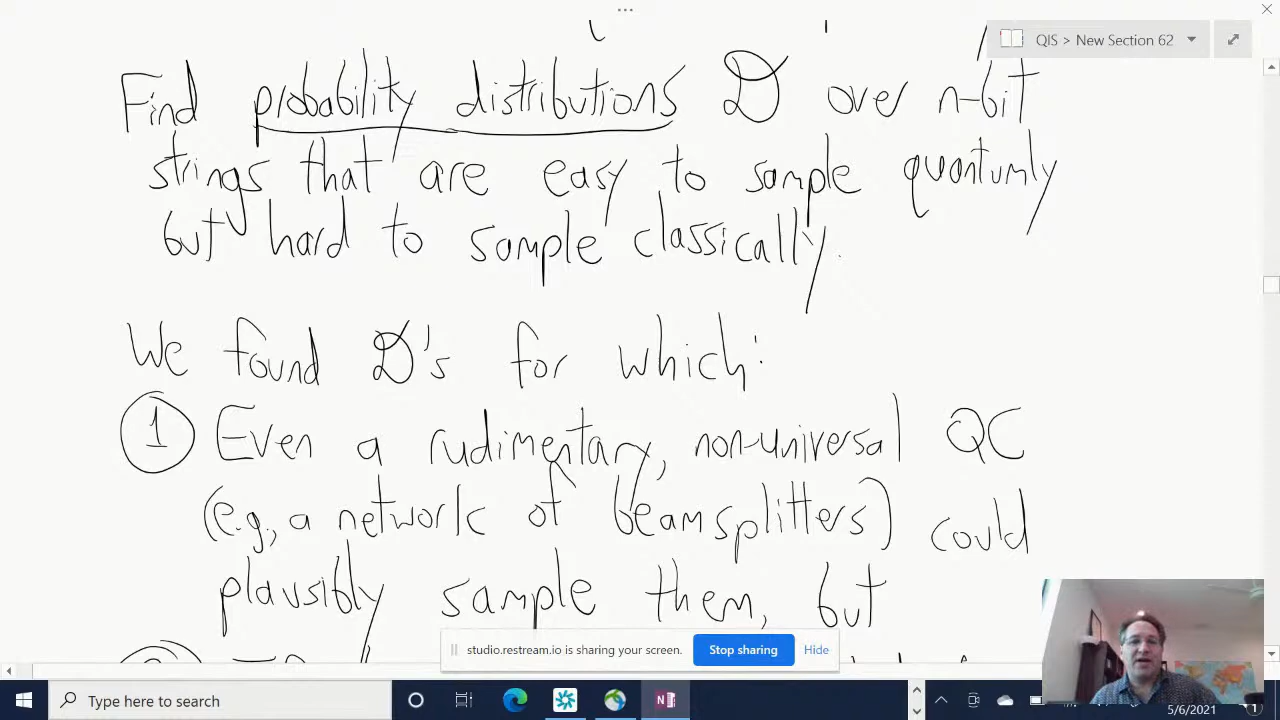 QIS > New Section 62
Find probability distributions D over n-bit
strings that are easy to sample quantumly
but hard to sample classically.
We found D's for which:
1 Even a rudimentary, non-universal QC
(e.g., a network of beamsplitters) could
plausibly sample them, but
studio.restream.io is sharing your screen.
Stop sharing
Hide
Type here to search
5/6/2021